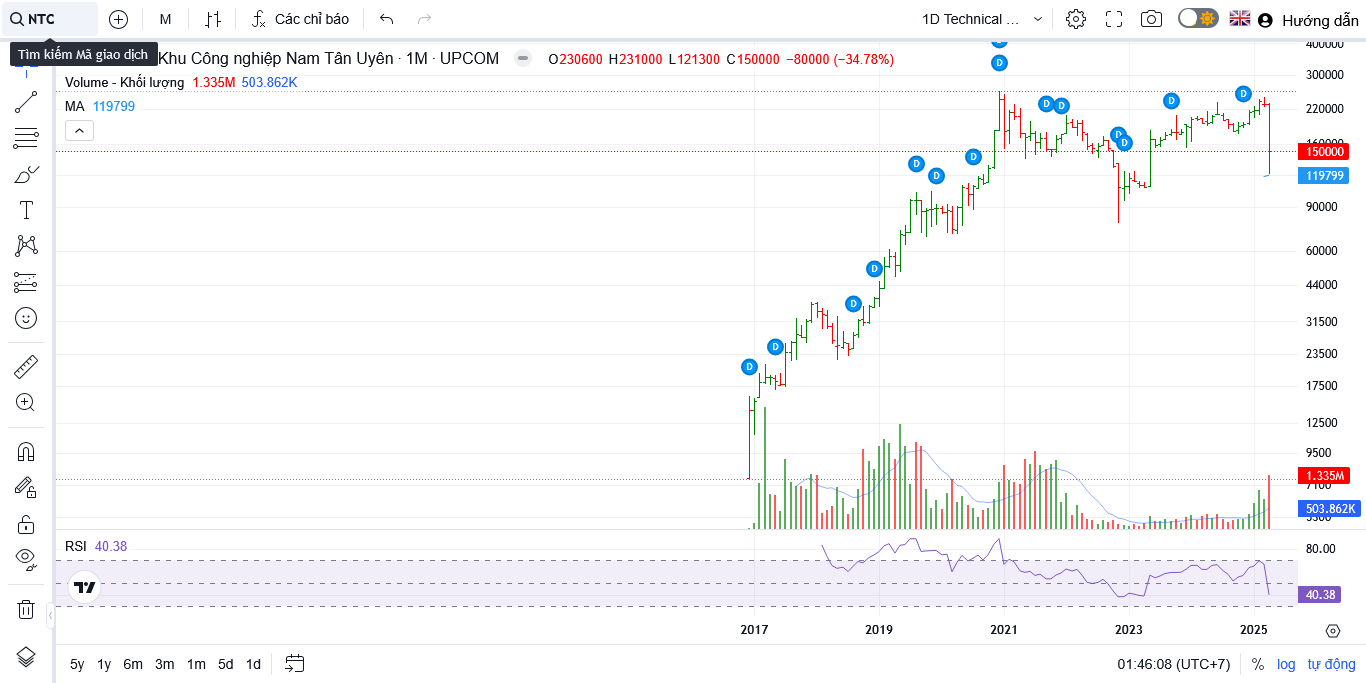 NTC
M
Các chỉ báo
1D Technical ...
Hướng dẫn
Tìm kiếm Mã giao dịch
Khu Công nghiệp Nam Tân Uyên · 1M · UPCOM
O230600 H231000 L121300 C150000 −80000 (−34.78%)
Volume - Khối lượng 1.335M 503.862K
MA 119799
400000
300000
220000
150000
119799
90000
60000
44000
31500
23500
17500
12500
9500
1.335M
7100
503.862K
D
D
D
D
D
D
D
D
D
D
D
D
D
D
RSI 40.38
80.00
40.38
2017
2019
2021
2023
2025
5y 1y 6m 3m 1m 5d 1d
01:46:08 (UTC+7)
% log tự động